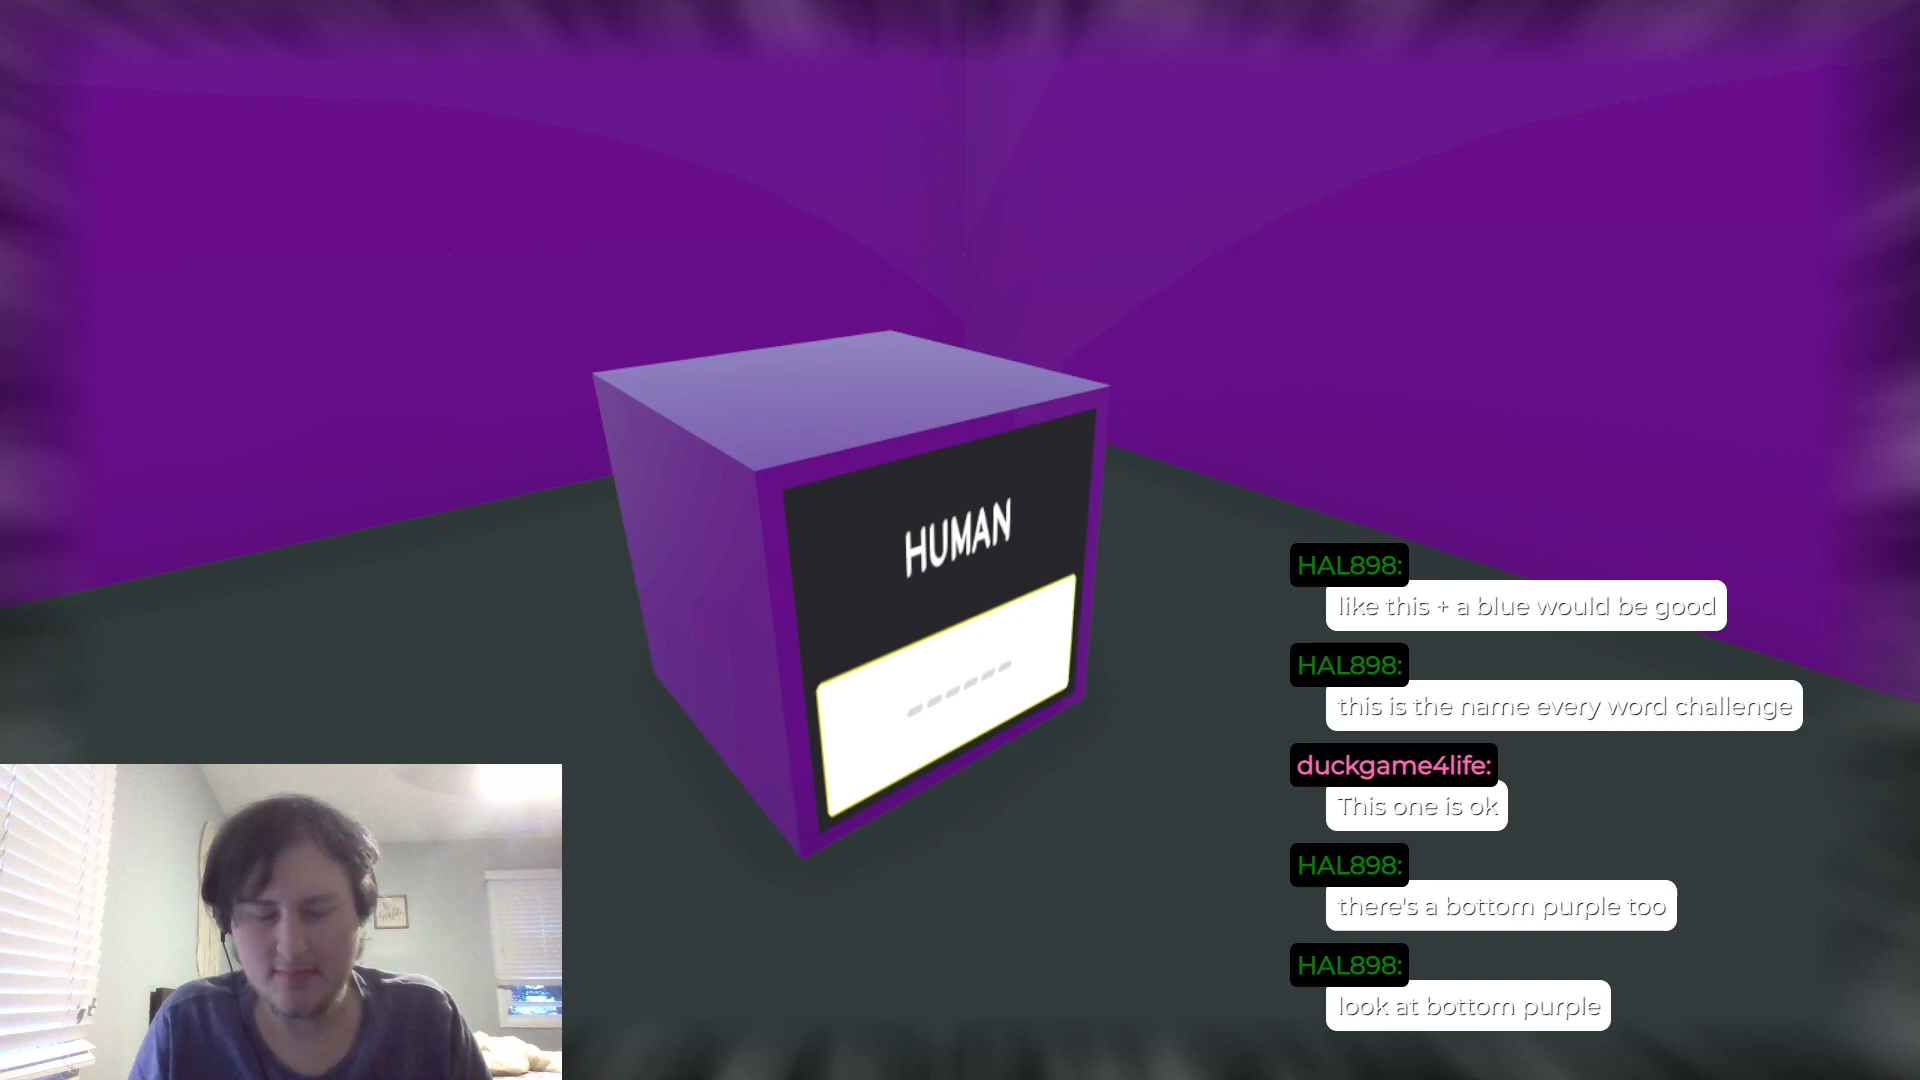 HUMAN
------
HAL898:
like this + a blue would be good
HAL898:
this is the name every word challenge
duckgame4life:
This one is ok
HAL898:
there's a bottom purple too
HAL898:
look at bottom purple